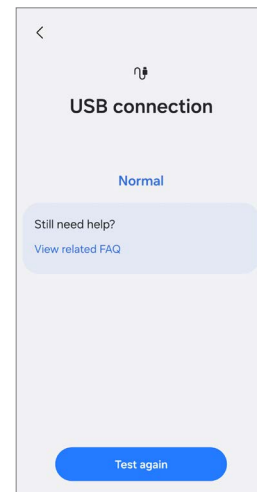 USB connection
Normal
Still need help?
View related FAQ
Test again